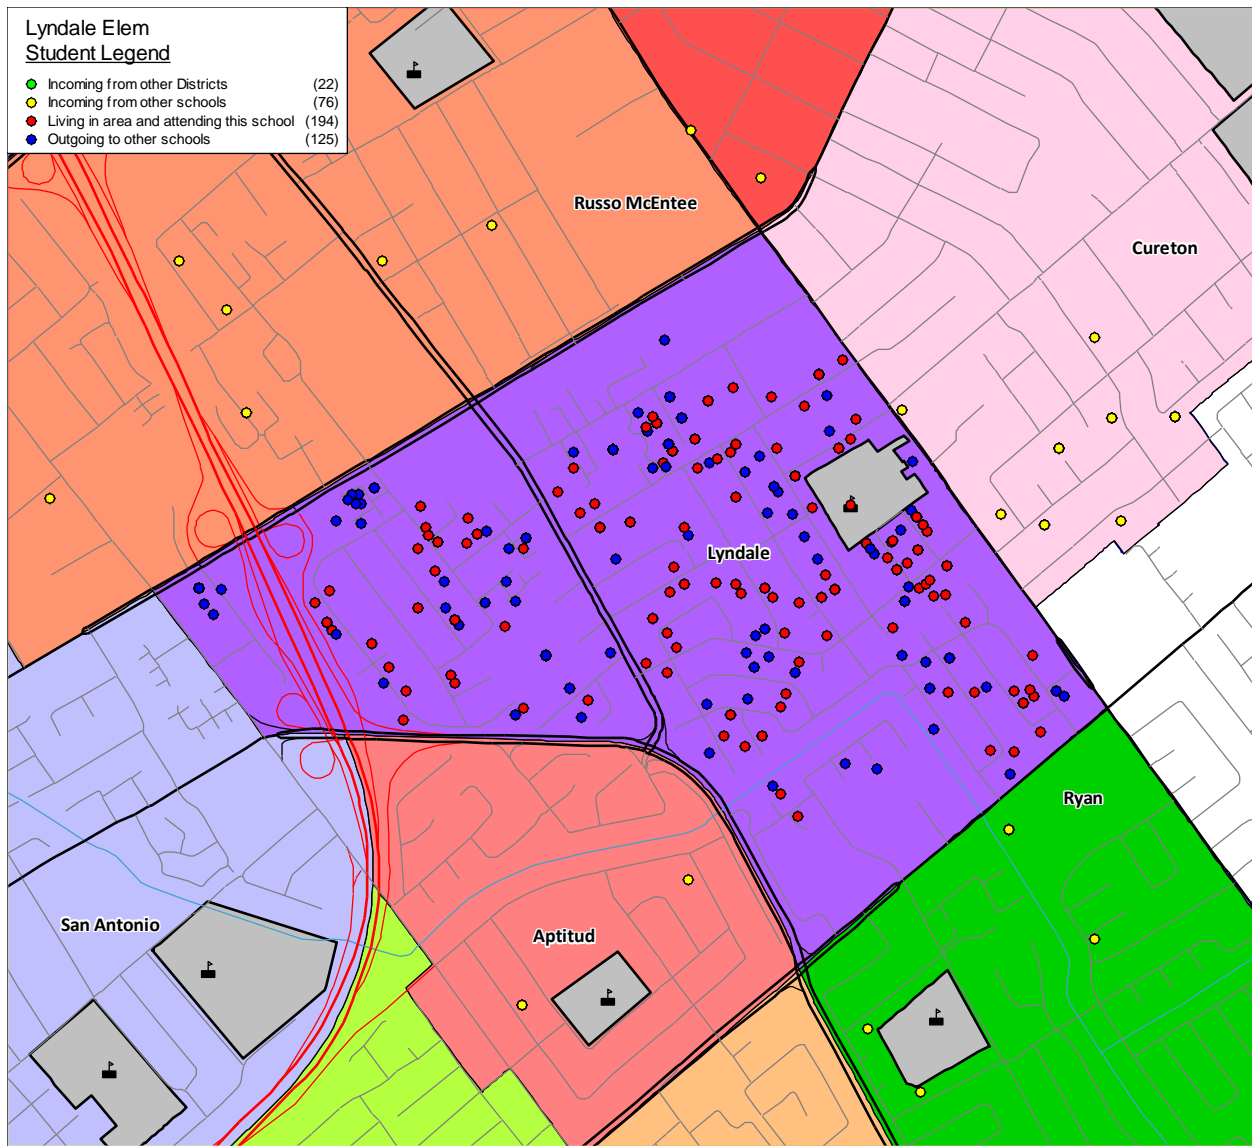 Lyndale Elem
Student Legend
Incoming from other Districts (22)
Incoming from other schools (76)
Living in area and attending this school (194)
Outgoing to other schools (125)
Russo McEntee
Cureton
Lyndale
Ryan
San Antonio
Aptitud